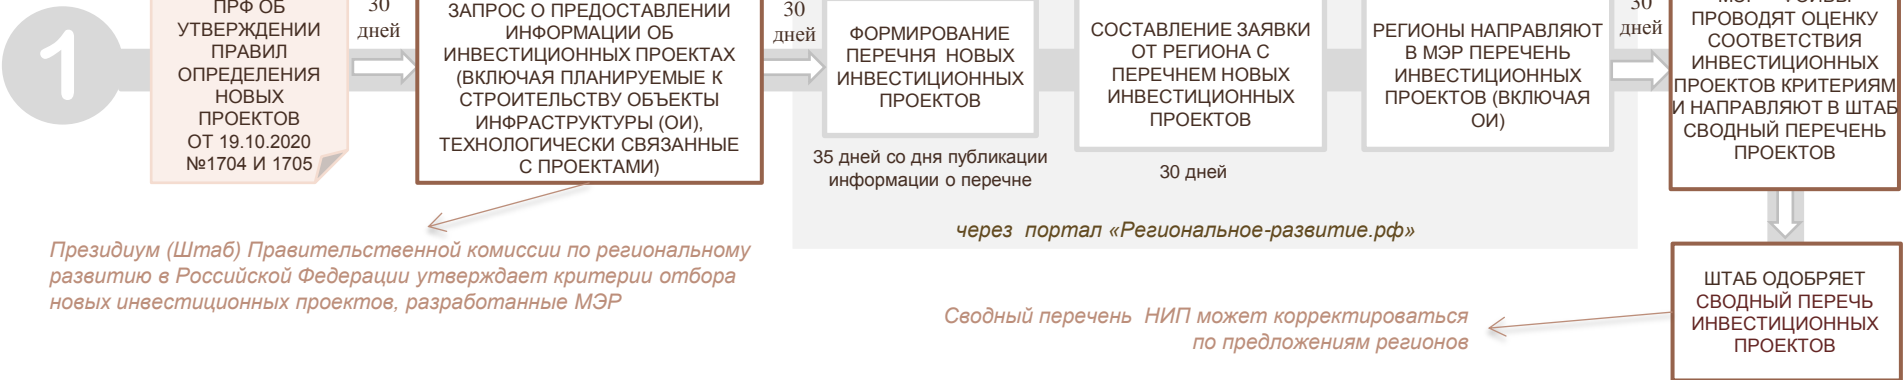 1
ПРФ ОБ
УТВЕРЖДЕНИИ
ПРАВИЛ
ОПРЕДЕЛЕНИЯ
НОВЫХ
ПРОЕКТОВ
ОТ 19.10.2020
№1704 И 1705
30
дней
ЗАПРОС О ПРЕДОСТАВЛЕНИИ
ИНФОРМАЦИИ ОБ
ИНВЕСТИЦИОННЫХ ПРОЕКТАХ
(ВКЛЮЧАЯ ПЛАНИРУЕМЫЕ К
СТРОИТЕЛЬСТВУ ОБЪЕКТЫ
ИНФРАСТРУКТУРЫ (ОИ),
ТЕХНОЛОГИЧЕСКИ СВЯЗАННЫЕ
С ПРОЕКТАМИ)
30
дней
ФОРМИРОВАНИЕ
ПЕРЕЧНЯ НОВЫХ
ИНВЕСТИЦИОННЫХ
ПРОЕКТОВ
35 дней со дня публикации
информации о перечне
СОСТАВЛЕНИЕ ЗАЯВКИ
ОТ РЕГИОНА С
ПЕРЕЧНЕМ НОВЫХ
ИНВЕСТИЦИОННЫХ
ПРОЕКТОВ
30 дней
РЕГИОНЫ НАПРАВЛЯЮТ
В МЭР ПЕРЕЧЕНЬ
ИНВЕСТИЦИОННЫХ
ПРОЕКТОВ (ВКЛЮЧАЯ
ОИ)
30
дней
ПРОВОДЯТ ОЦЕНКУ
СООТВЕТСТВИЯ
ИНВЕСТИЦИОННЫХ
ПРОЕКТОВ КРИТЕРИЯМ
И НАПРАВЛЯЮТ В ШТАБ
СВОДНЫЙ ПЕРЕЧЕНЬ
ПРОЕКТОВ
через портал «Региональное-развитие.рф»
Президиум (Штаб) Правительственной комиссии по региональному
развитию в Российской Федерации утверждает критерии отбора
новых инвестиционных проектов, разработанные МЭР
ШТАБ ОДОБРЯЕТ
СВОДНЫЙ ПЕРЕЧЬ
ИНВЕСТИЦИОННЫХ
ПРОЕКТОВ
Сводный перечень НИП может корректироваться
по предложениям регионов